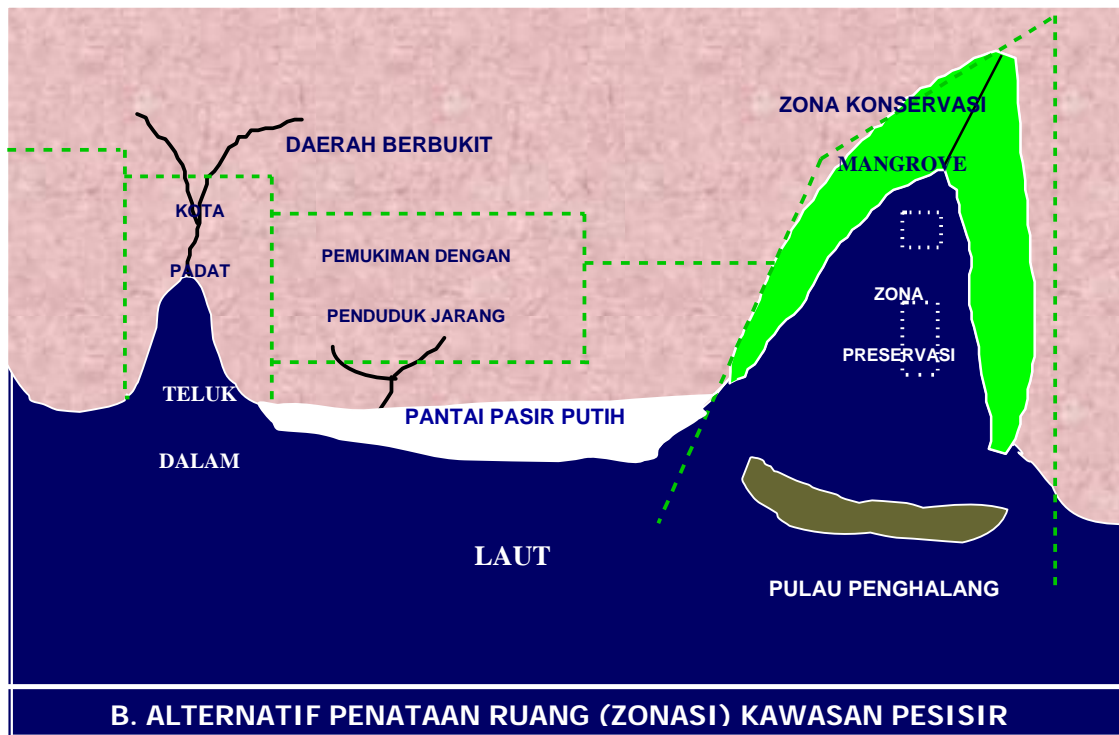 ZONA KONSERVASI
MANGROVE
DAERAH BERBUKIT
KOTA
PADAT
PEMUKIMAN DENGAN
PENDUDUK JARANG
ZONA
PRESERVASI
TELUK
DALAM
PANTAI PASIR PUTIH
LAUT
PULAU PENGHALANG
B. ALTERNATIF PENATAAN RUANG (ZONASI) KAWASAN PESISIR